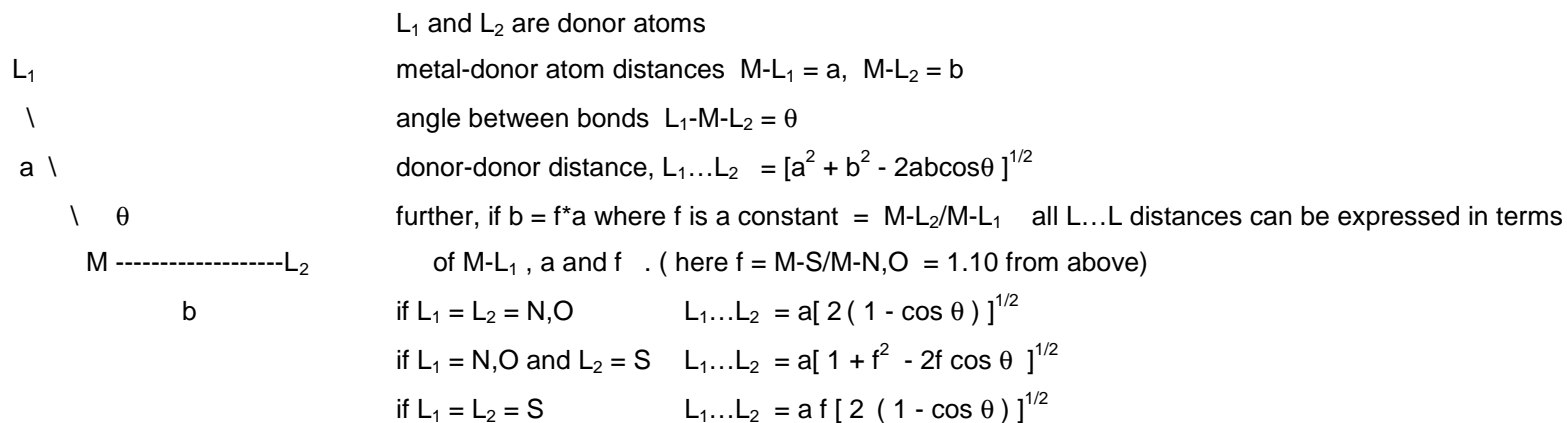 L₁ and L₂ are donor atoms
L₁ metal-donor atom distances M-L₁ = a, M-L₂ = b
\ angle between bonds L₁-M-L₂ = θ
a \ donor-donor distance, L₁…L₂ = [a² + b² - 2abcosθ ]^1/2
\ θ further, if b = f*a where f is a constant = M-L₂/M-L₁ all L…L distances can be expressed in terms
M -------------------L₂ of M-L₁ , a and f . ( here f = M-S/M-N,O = 1.10 from above)
b if L₁ = L₂ = N,O L₁…L₂ = a[ 2 ( 1 - cos θ ) ]^1/2
if L₁ = N,O and L₂ = S L₁…L₂ = a[ 1 + f² - 2f cos θ ]^1/2
if L₁ = L₂ = S L₁…L₂ = a f [ 2 ( 1 - cos θ ) ]^1/2